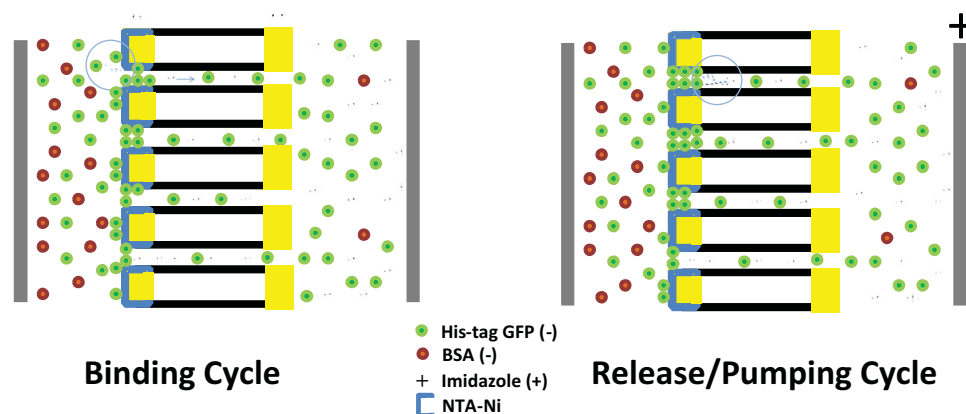 +
His-tag GFP (-)
BSA (-)
+ Imidazole (+)
NTA-Ni
Binding Cycle
Release/Pumping Cycle